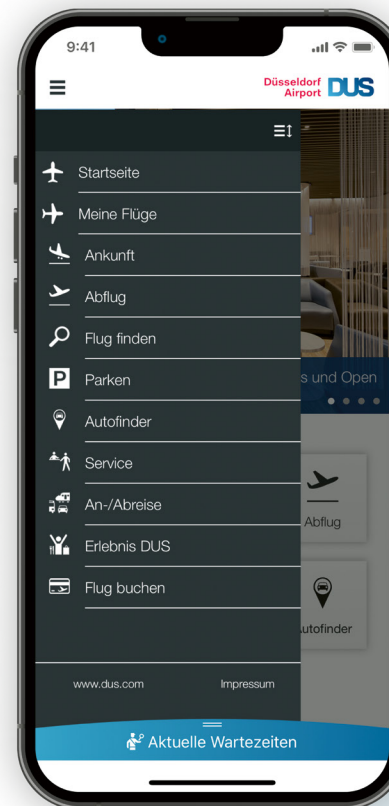 9:41
Düsseldorf
Airport DUS
Startseite
Meine Flüge
Ankunft
Abflug
Flug finden
P Parken
s und Open
Autofinder
Service
An-/Abreise
Abflug
Erlebnis DUS
Flug buchen
utofinder
www.dus.com Impressum
Aktuelle Wartezeiten